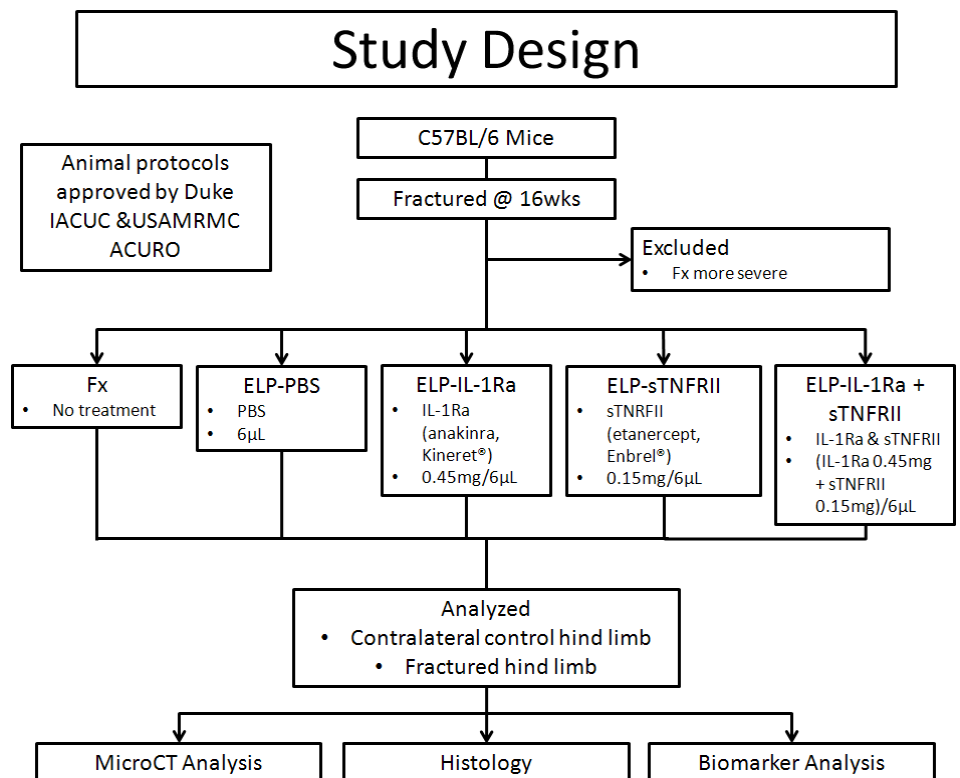 Study Design
C57BL/6 Mice
Animal protocols
approved by Duke
IACUC &USAMRMC
ACURO
Fractured @ 16wks
Excluded
• Fx more severe
Fx
• No treatment
ELP-PBS
• PBS
• 6µL
ELP-IL-1Ra
• IL-1Ra
(anakinra,
Kineret®)
• 0.45mg/6µL
ELP-sTNFRII
• sTNRFII
(etanercept,
Enbrel®)
• 0.15mg/6µL
ELP-IL-1Ra +
sTNFRII
• IL-1Ra & sTNFRII
• (IL-1Ra 0.45mg
+ sTNFRII
0.15mg)/6µL
Analyzed
• Contralateral control hind limb
• Fractured hind limb
MicroCT Analysis
Histology
Biomarker Analysis